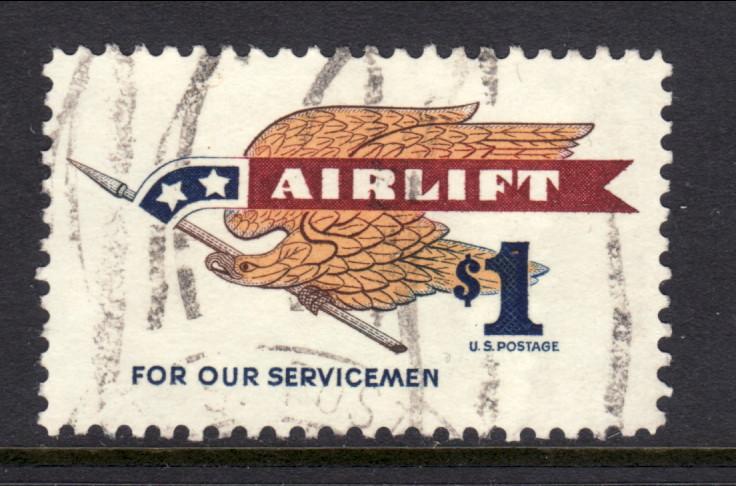 AIRLIFT
$1
U.S. POSTAGE
FOR OUR SERVICEMEN